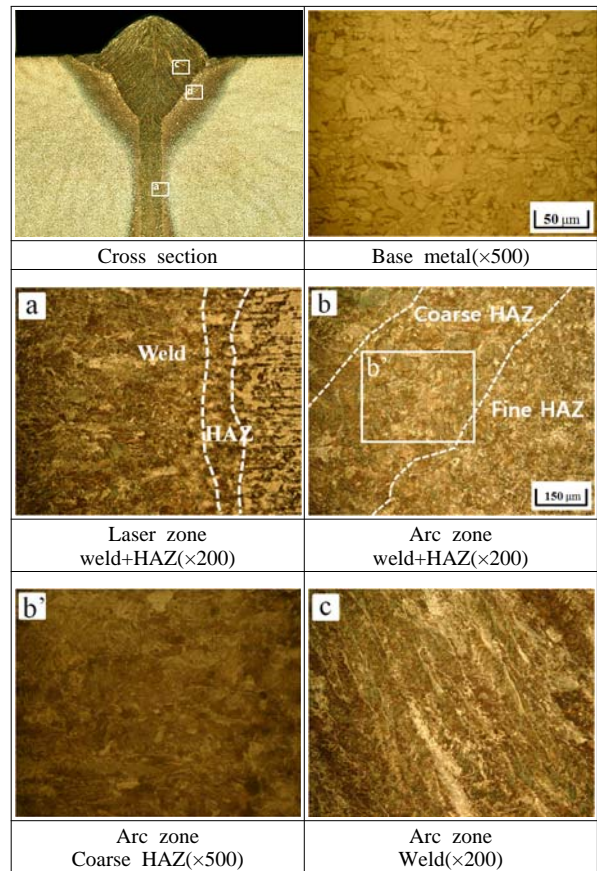 c
d
a
50 μm
Cross section
Base metal(×500)
a
Weld
HAZ
b
Coarse HAZ
b'
Fine HAZ
150 μm
Laser zone
weld+HAZ(×200)
Arc zone
weld+HAZ(×200)
b'
c
Arc zone
Coarse HAZ(×500)
Arc zone
Weld(×200)